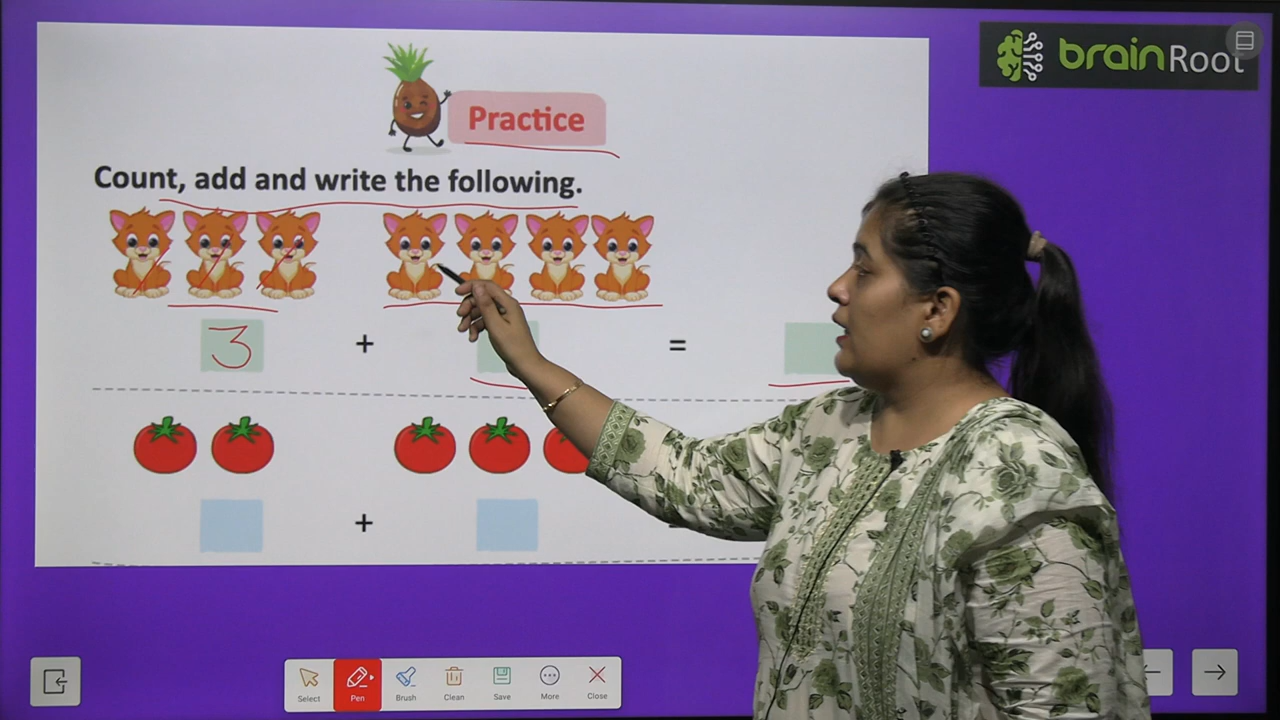 brainRoot
Practice
Count, add and write the following.
3 + =
+
Select Pen Brush Clean Save More Close